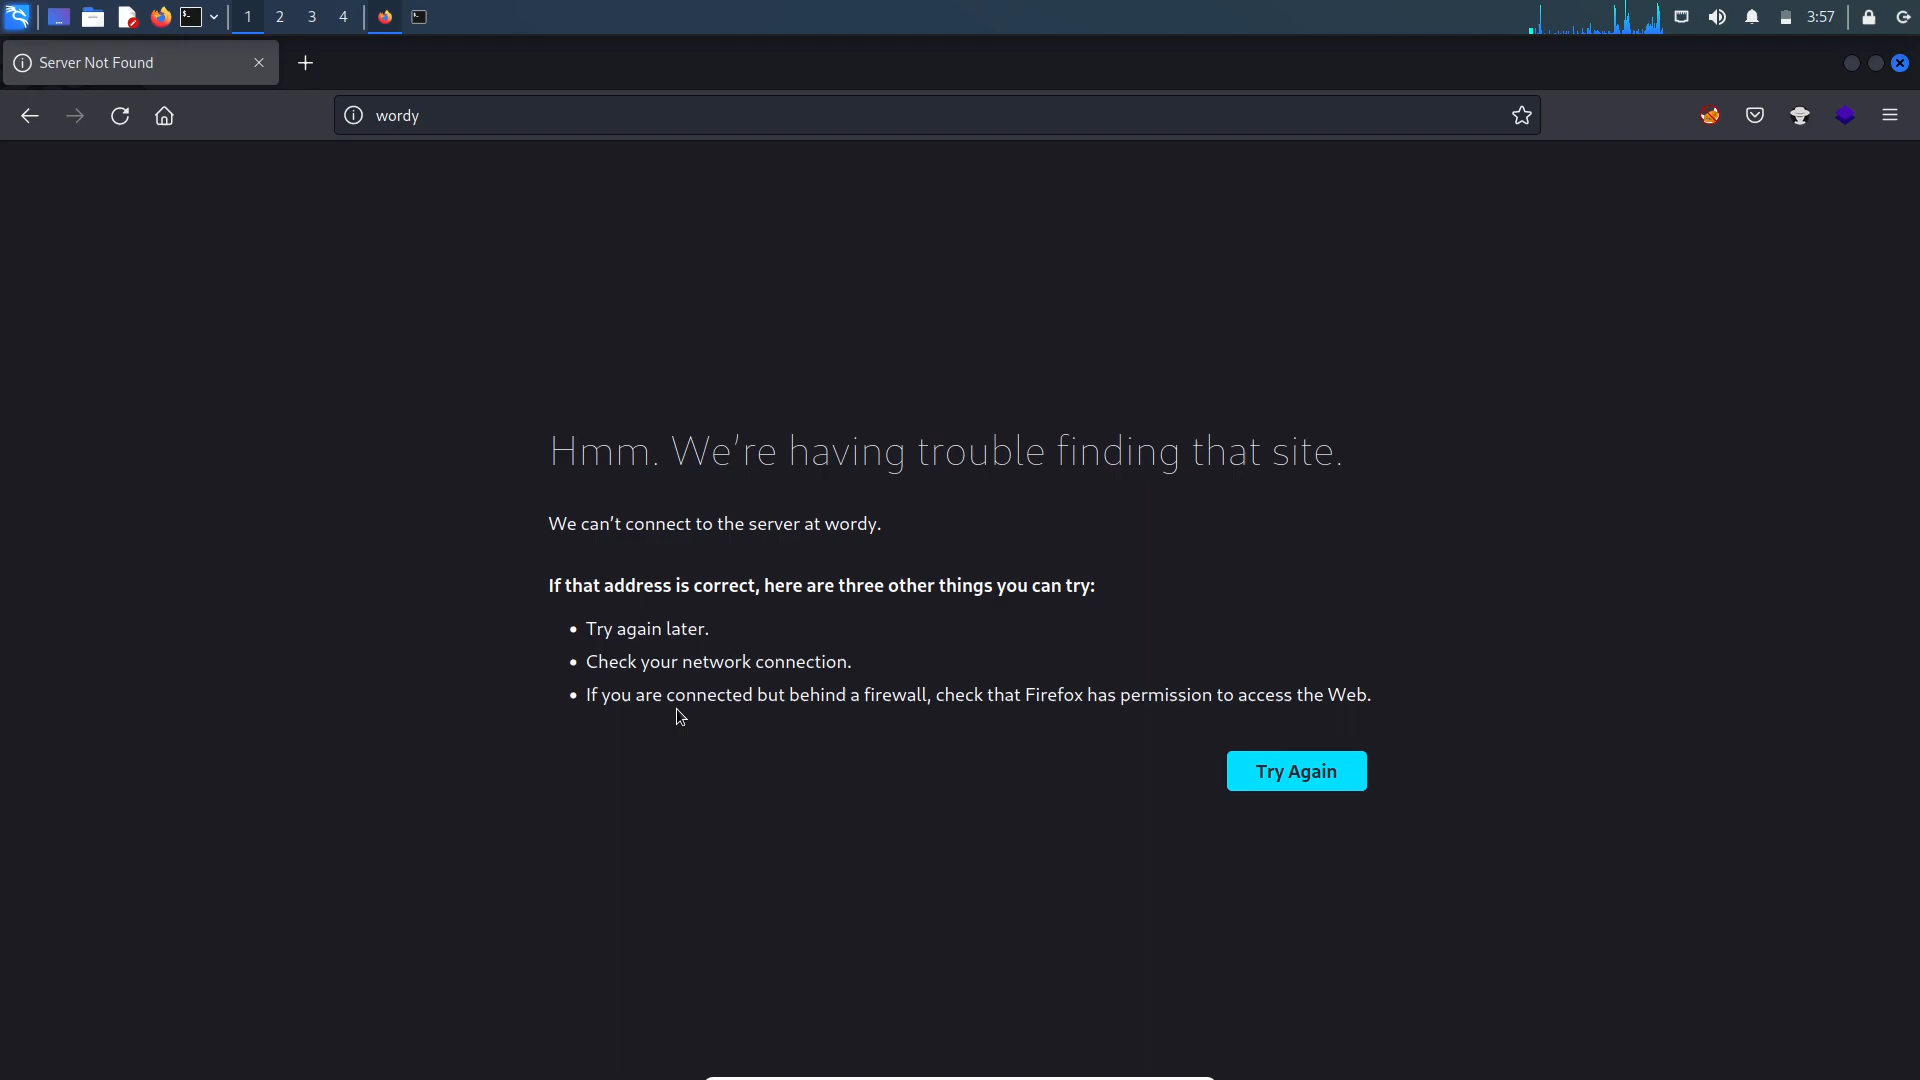 1 2 3 4 3:57
Server Not Found
wordy
Hmm. We’re having trouble finding that site.
We can’t connect to the server at wordy.
If that address is correct, here are three other things you can try:
• Try again later.
• Check your network connection.
• If you are connected but behind a firewall, check that Firefox has permission to access the Web.
Try Again